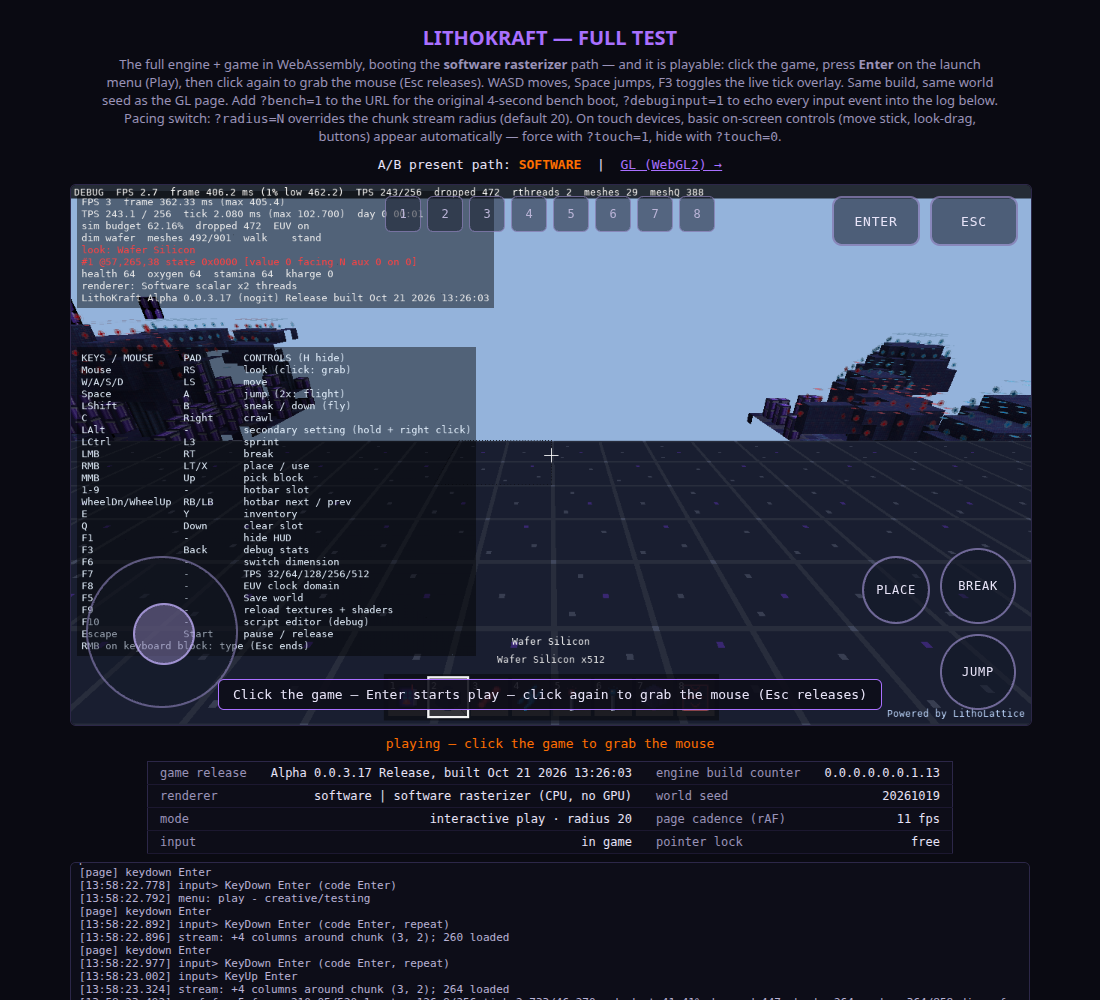 LITHOKRAFT — FULL TEST
The full engine + game in WebAssembly, booting the software rasterizer path — and it is playable: click the game, press Enter on the launch
menu (Play), then click again to grab the mouse (Esc releases). WASD moves, Space jumps, F3 toggles the live tick overlay. Same build, same world
seed as the GL page. Add ?bench=1 to the URL for the original 4-second bench boot, ?debuginput=1 to echo every input event into the log below.
Pacing switch: ?radius=N overrides the chunk stream radius (default 20). On touch devices, basic on-screen controls (move stick, look-drag,
buttons) appear automatically — force with ?touch=1, hide with ?touch=0.
A/B present path: SOFTWARE | GL (WebGL2) →
DEBUG FPS 2.7 frame 406.2 ms (1% low 462.2) TPS 243/256 dropped 472 rthreads 2 meshes 29 meshQ 388
FPS 3 frame 362.33 ms (max 405.4)
TPS 243.1 / 256 tick 2.080 ms (max 102.700) day 0 00:01
1 2 3 4 5 6 7 8
ENTER ESC
sim budget 62.16% dropped 472 EUV on
dim wafer meshes 492/901 walk stand
look: Wafer Silicon
#1 @57,265,38 state 0x0000 [value 0 facing N aux 0 on 0]
health 64 oxygen 64 stamina 64 kharge 0
renderer: Software scalar x2 threads
LithoKraft Alpha 0.0.3.17 (nogit) Release built Oct 21 2026 13:26:03
KEYS / MOUSE PAD CONTROLS (H hide)
Mouse RS look (click: grab)
W/A/S/D LS move
Space A jump (2x: flight)
LShift B sneak / down (fly)
C Right crawl
LAlt - secondary setting (hold + right click)
LCtrl L3 sprint
LMB RT break
RMB LT/X place / use
MMB Up pick block
1-9 - hotbar slot
WheelDn/WheelUp RB/LB hotbar next / prev
E Y inventory
Q Down clear slot
F1 - hide HUD
F3 Back debug stats
F6 - switch dimension
F7 - TPS 32/64/128/256/512
F8 - EUV clock domain
F5 - Save world
F9 - reload textures + shaders
F10 - script editor (debug)
Escape Start pause / release
RMB on keyboard block: type (Esc ends)
PLACE BREAK
JUMP
Wafer Silicon
Wafer Silicon x512
Click the game — Enter starts play — click again to grab the mouse (Esc releases)
Powered by LithoLattice
playing — click the game to grab the mouse
game release Alpha 0.0.3.17 Release, built Oct 21 2026 13:26:03 engine build counter 0.0.0.0.0.0.1.13
renderer software | software rasterizer (CPU, no GPU) world seed 20261019
mode interactive play · radius 20 page cadence (rAF) 11 fps
input in game pointer lock free
[page] keydown Enter
[13:58:22.778] input> KeyDown Enter (code Enter)
[13:58:22.792] menu: play - creative/testing
[page] keydown Enter
[13:58:22.892] input> KeyDown Enter (code Enter, repeat)
[13:58:22.896] stream: +4 columns around chunk (3, 2); 260 loaded
[page] keydown Enter
[13:58:22.977] input> KeyDown Enter (code Enter, repeat)
[13:58:23.002] input> KeyUp Enter
[13:58:23.324] stream: +4 columns around chunk (3, 2); 264 loaded